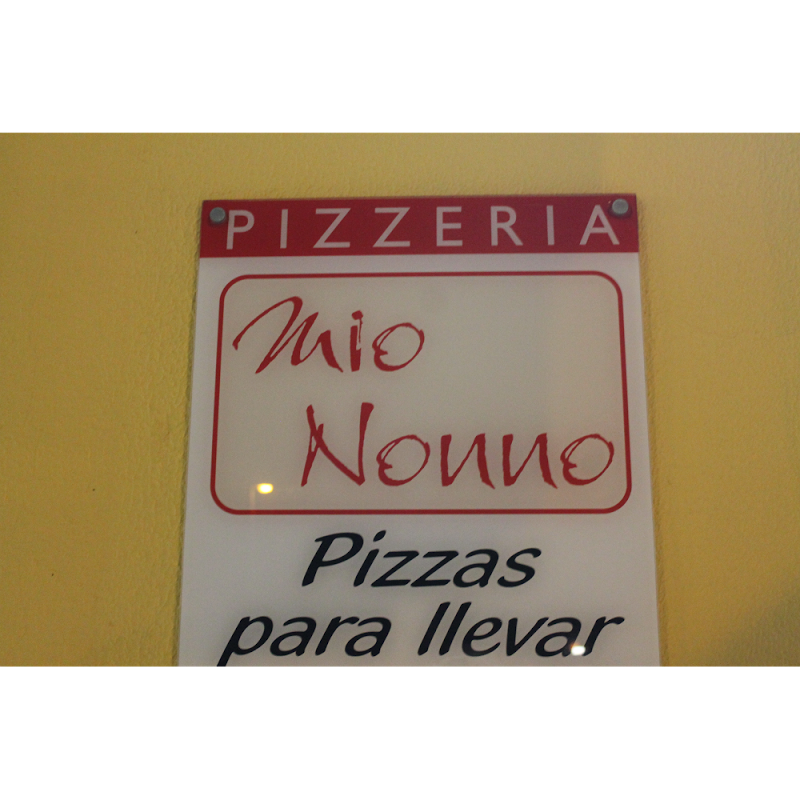 PIZZERIA
Mio
Nonno
Pizzas
para llevar